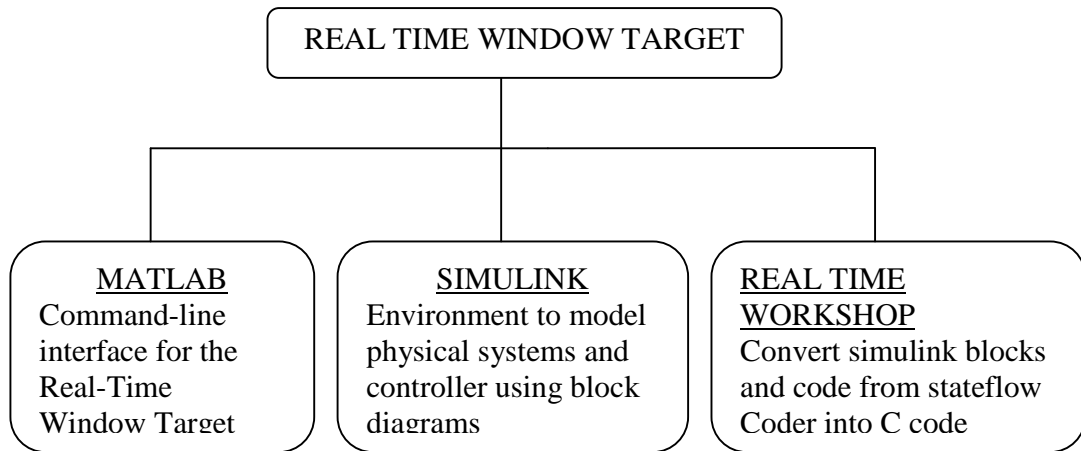 REAL TIME WINDOW TARGET
MATLAB
Command-line
interface for the
Real-Time
Window Target
SIMULINK
Environment to model
physical systems and
controller using block
diagrams
REAL TIME
WORKSHOP
Convert simulink blocks
and code from stateflow
Coder into C code